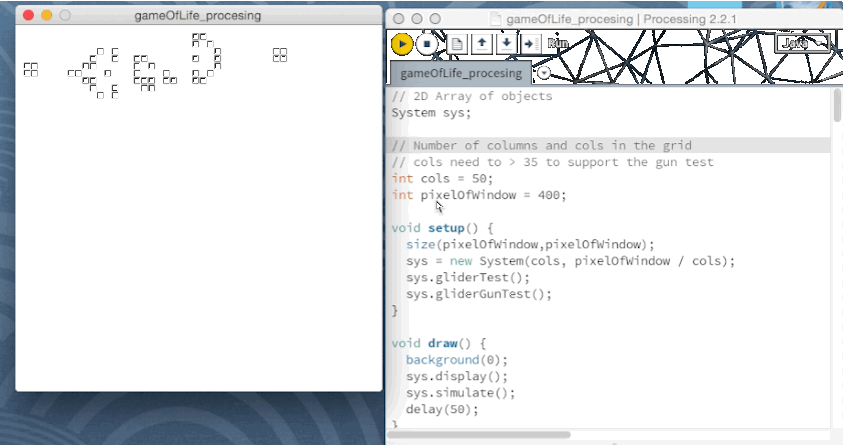 gameOfLife_procesing
gameOfLife_procesing | Processing 2.2.1
Run
Java
gameOfLife_procesing
// 2D Array of objects
System sys;
// Number of columns and cols in the grid
// cols need to > 35 to support the gun test
int cols = 50;
int pixelOfWindow = 400;
void setup() {
size(pixelOfWindow,pixelOfWindow);
sys = new System(cols, pixelOfWindow / cols);
sys.gliderTest();
sys.gliderGunTest();
}
void draw() {
background(0);
sys.display();
sys.simulate();
delay(50);
}